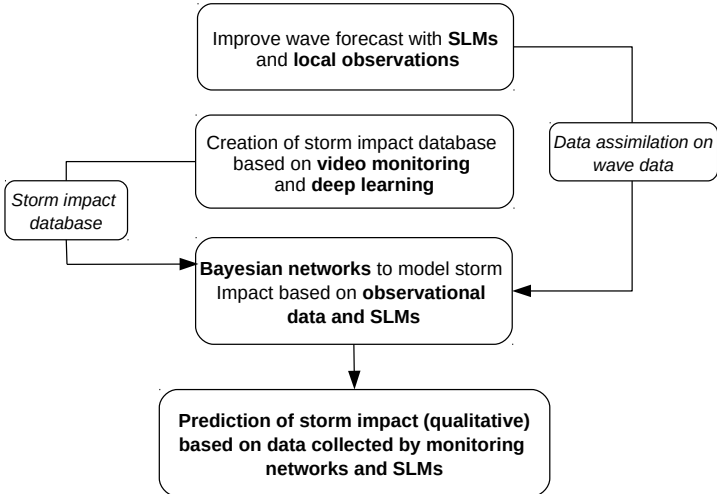 Improve wave forecast with SLMs
and local observations
Creation of storm impact database
based on video monitoring
and deep learning
Data assimilation on
wave data
Storm impact
database
Bayesian networks to model storm
Impact based on observational
data and SLMs
Prediction of storm impact (qualitative)
based on data collected by monitoring
networks and SLMs